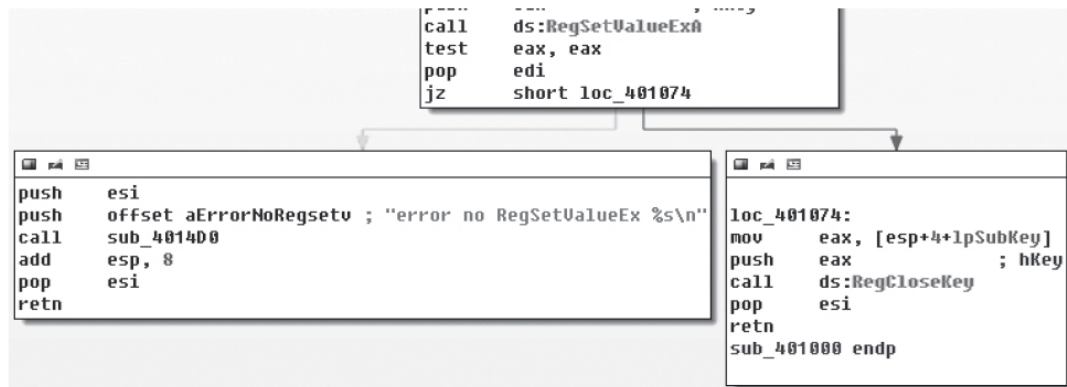 call ds:RegSetValueExA
test eax, eax
pop edi
jz short loc_401074
push esi
push offset aErrorNoRegsetv ; "error no RegSetValueEx %s\n"
call sub_4014D0
add esp, 8
pop esi
retn
loc_401074:
mov eax, [esp+4+lpSubKey]
push eax ; hKey
call ds:RegCloseKey
pop esi
retn
sub_401000 endp